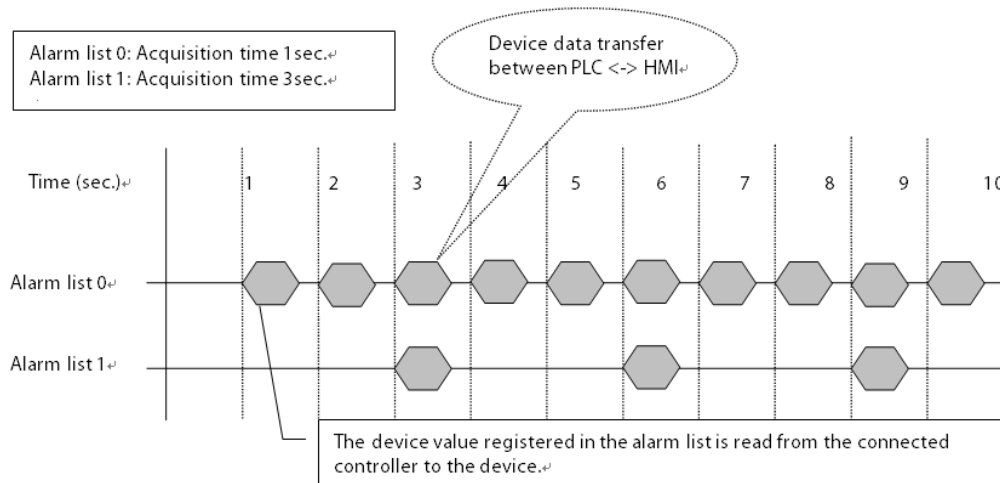 Alarm list 0: Acquisition time 1sec.↵
Alarm list 1: Acquisition time 3sec.↵
Device data transfer
between PLC <-> HMI↵
Time (sec.)↵
1 2 3 4 5 6 7 8 9 10
Alarm list 0↵
Alarm list 1↵
The device value registered in the alarm list is read from the connected
controller to the device.↵